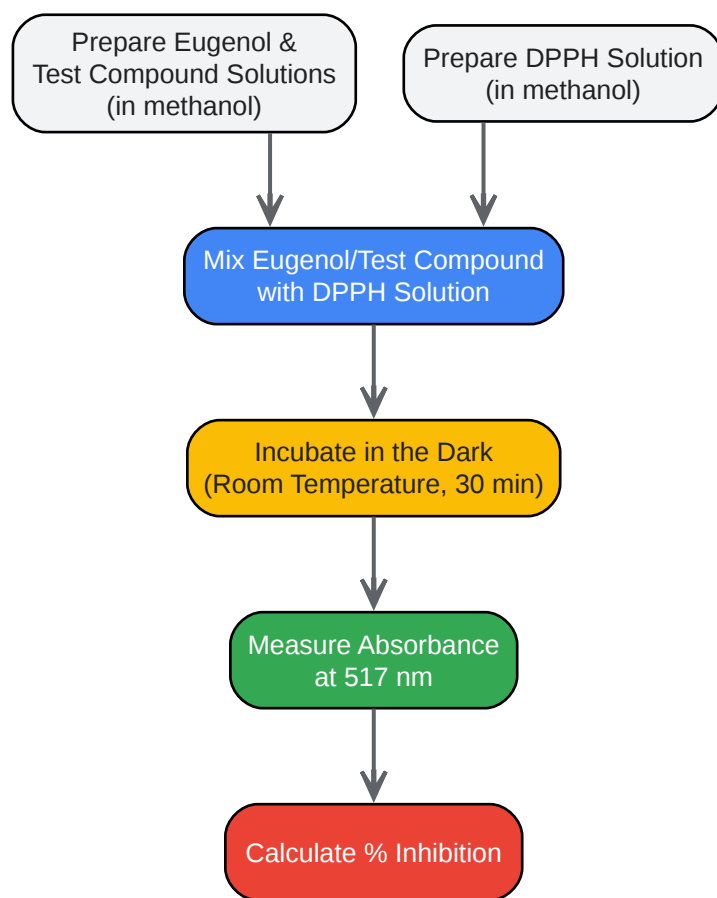 Prepare Eugenol &
Test Compound Solutions
(in methanol)
Prepare DPPH Solution
(in methanol)
Mix Eugenol/Test Compound
with DPPH Solution
Incubate in the Dark
(Room Temperature, 30 min)
Measure Absorbance
at 517 nm
Calculate % Inhibition